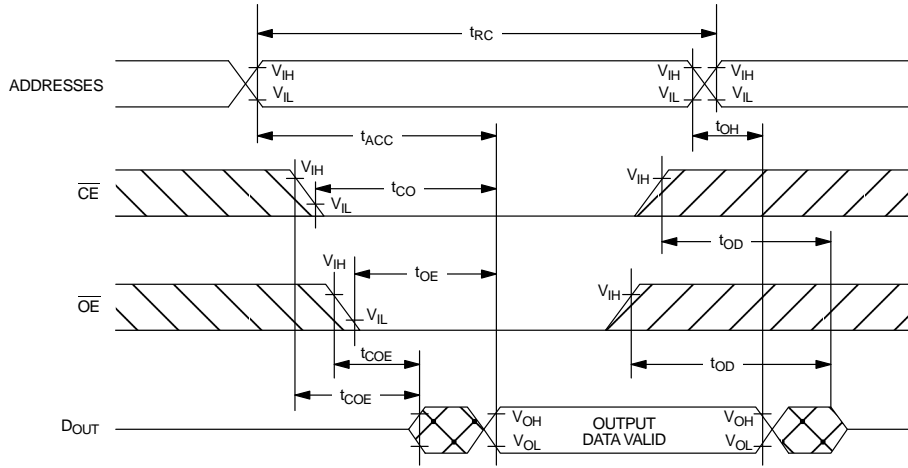 tRC
ADDRESSES
VIH
VIL
VIH
VIL
VIH
VIL
tACC
tOH
CE
VIH
VIL
tCO
VIH
tOD
OE
VIH
VIL
tOE
VIH
tCOE
tCOE
tOD
DOUT
VOH
VOL
OUTPUT
DATA VALID
VOH
VOL